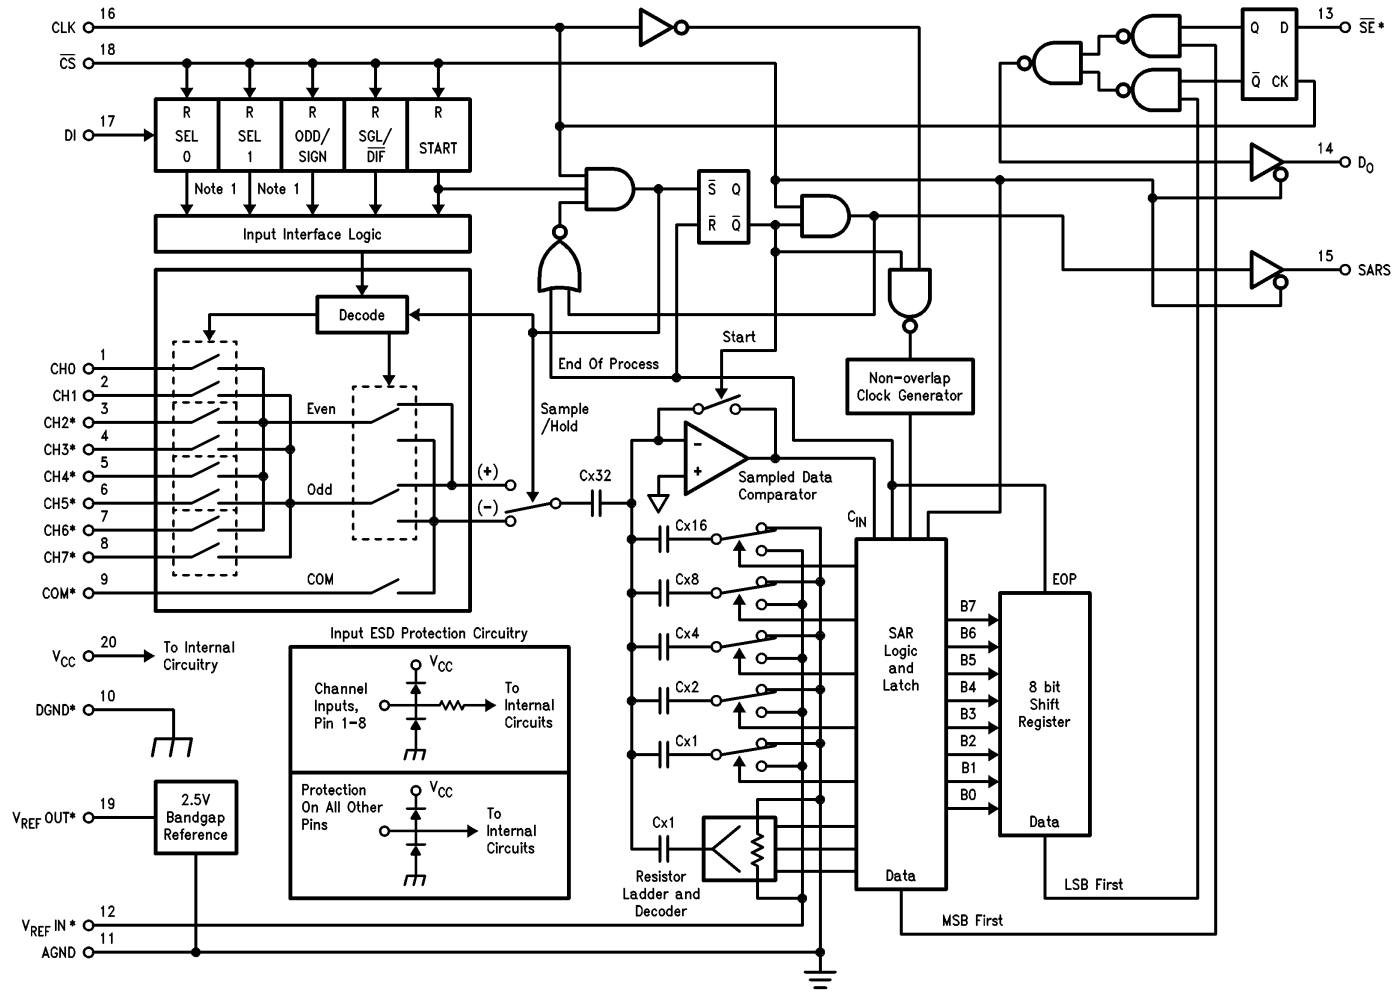 CLK 16
CS 18
DI 17
R R R R R
SEL 0
SEL 1
ODD/ SIGN
SGL/ DIF
START
Note 1 Note 1
Input Interface Logic
Decode
CH0 1
CH1 2
CH2* 3
CH3* 4
CH4* 5
CH5* 6
CH6* 7
CH7* 8
COM* 9
Even
Odd
COM
(+)
(-)
Sample
/Hold
End Of Process
Start
S Q
R Q
Q D
Q CK
13 SE*
14 DO
15 SARS
Non-overlap
Clock Generator
-
+
Sampled Data
Comparator
Cx32
Cx16
Cx8
Cx4
Cx2
Cx1
Cx1
Resistor
Ladder and
Decoder
CIN
SAR
Logic
and
Latch
Data
EOP
B7
B6
B5
B4
B3
B2
B1
B0
8 bit
Shift
Register
Data
LSB First
MSB First
VCC 20
To Internal
Circuitry
DGND* 10
VREF OUT* 19
2.5V
Bandgap
Reference
VREF IN* 12
AGND 11
Input ESD Protection Circuitry
Channel
Inputs,
Pin 1-8
VCC
To
Internal
Circuits
Protection
On All Other
Pins
VCC
To
Internal
Circuits